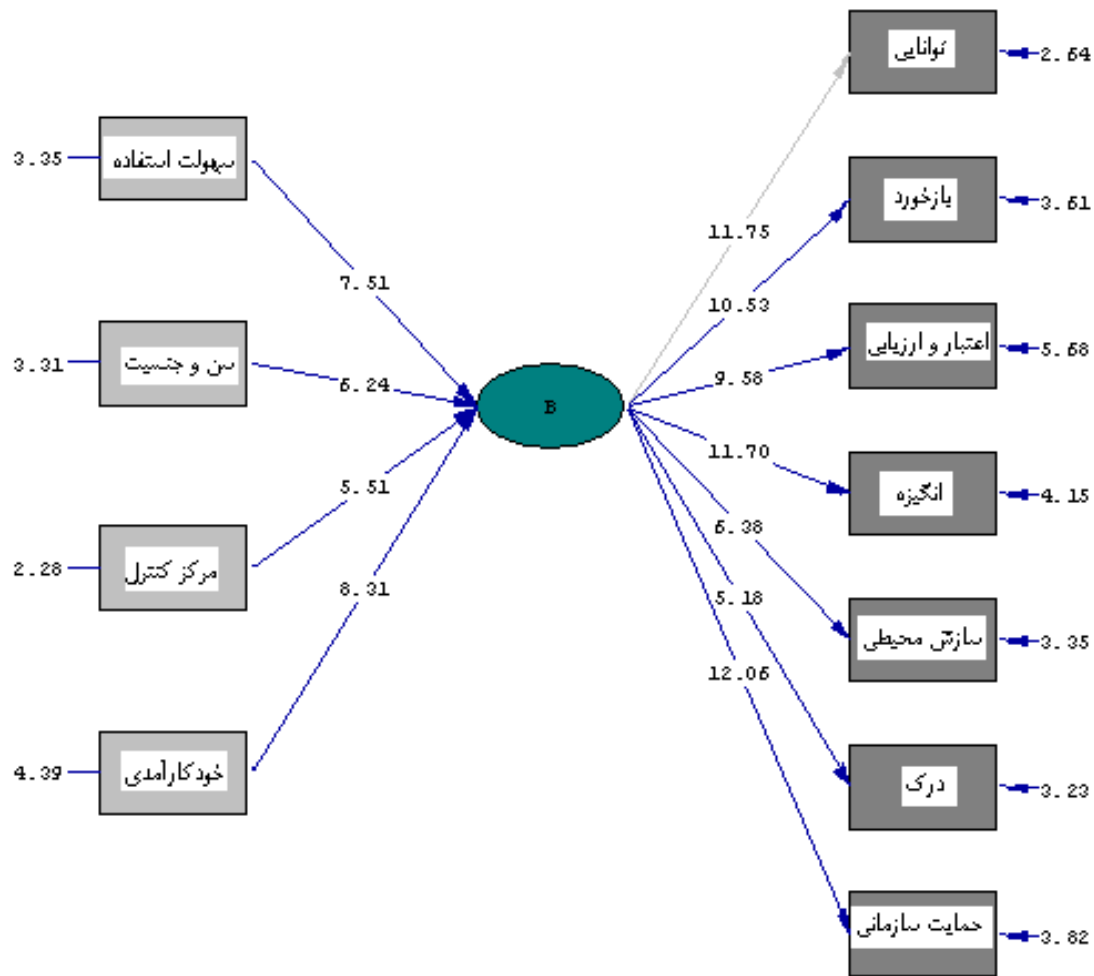 توانایی
2.64
سهولت استفاده
3.35
بازخورد
3.61
11.75
7.51
10.53
سن و جنسیت
3.31
اعتبار و ارزیابی
5.68
6.24
9.58
B
11.70
5.51
انگیزه
4.15
6.38
مرکز کنترل
2.28
8.31
5.18
سازش محیطی
3.35
12.06
خودکارآمدی
4.39
درک
3.23
حمایت سازمانی
3.82